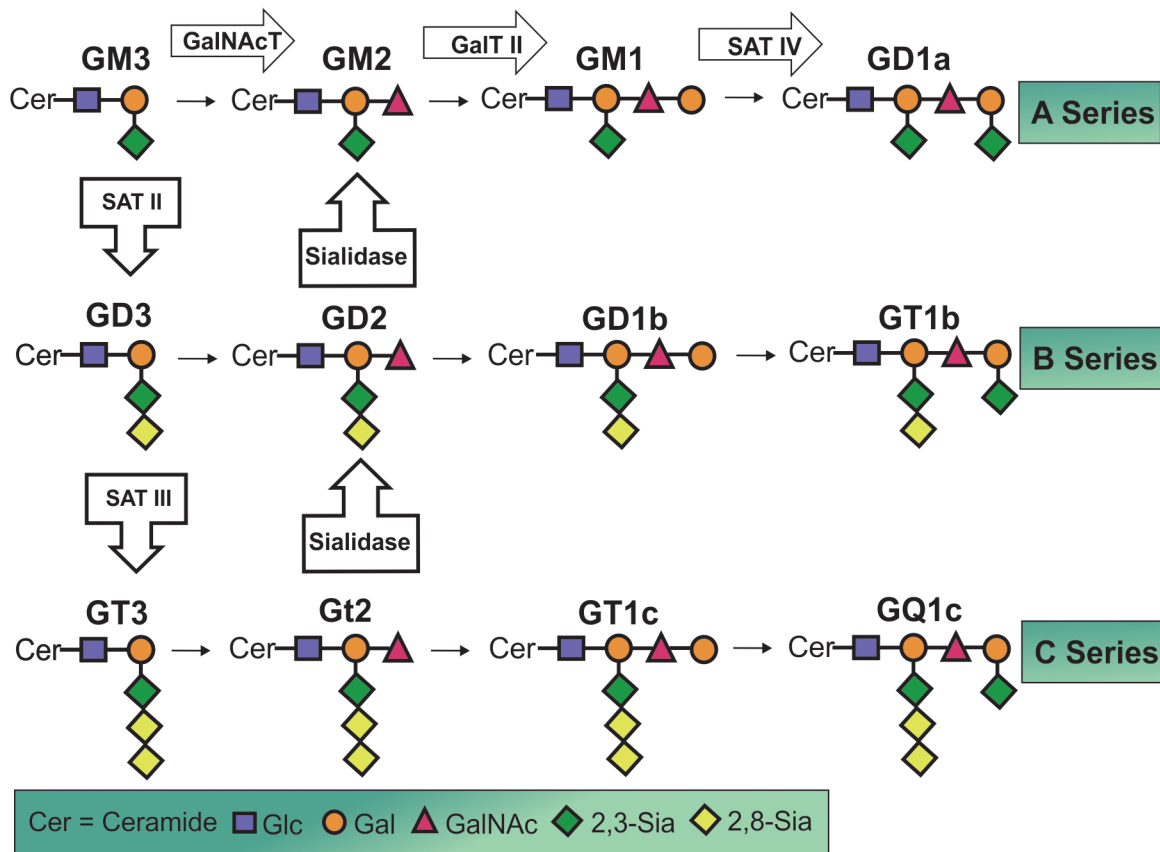 GalNAcT GalT II SAT IV
GM3 GM2 GM1 GD1a
Cer Cer Cer Cer
A Series
SAT II
Sialidase
GD3 GD2 GD1b GT1b
Cer Cer Cer Cer
B Series
SAT III
Sialidase
GT3 Gt2 GT1c GQ1c
Cer Cer Cer Cer
C Series
Cer = Ceramide Glc Gal GalNAc 2,3-Sia 2,8-Sia